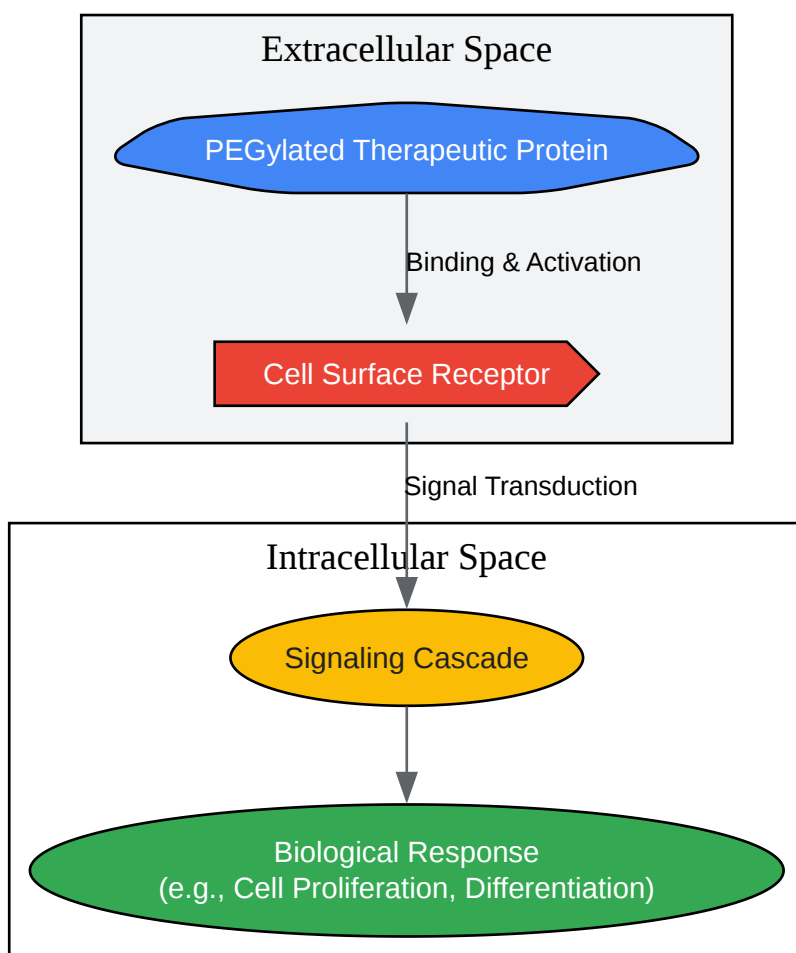 Extracellular Space
PEGylated Therapeutic Protein
Binding & Activation
Cell Surface Receptor
Signal Transduction
Intracellular Space
Signaling Cascade
Biological Response
(e.g., Cell Proliferation, Differentiation)